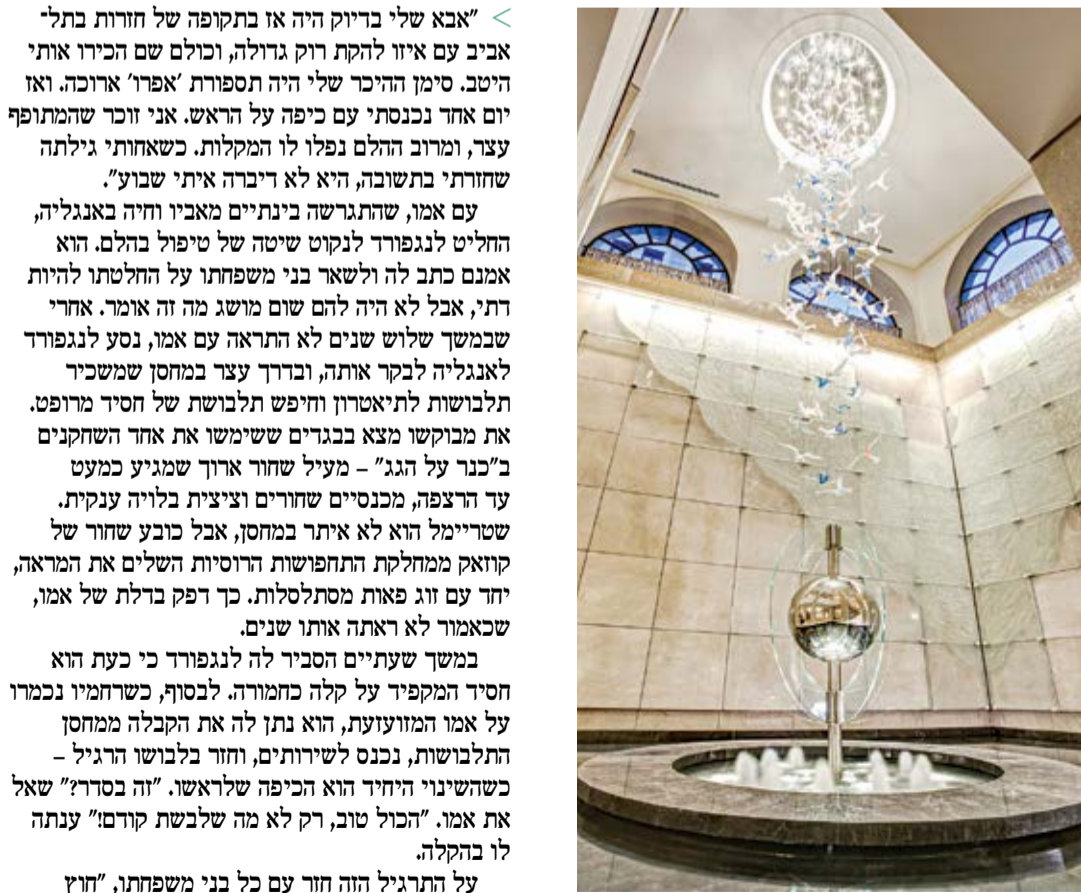 "אבא שלי בדיוק היה אז בתקופה של חזרות בתל־
אביב עם איזו להקת רוק גדולה, וכולם שם הכירו אותי
היטב. סימן ההיכר שלי היה תספורת 'אפרו' ארוכה. ואז
יום אחד נכנסתי עם כיפה על הראש. אני זוכר שהמתופף
עצר, ומרוב ההלם נפלו לו המקלות. כשאחותי גילתה
שחזרתי בתשובה, היא לא דיברה איתי שבוע".
עם אמו, שהתגרשה בינתיים מאביו וחיה באנגליה,
החליט לנגפורד לנקוט שיטה של טיפול בהלם. הוא
אמנם כתב לה ולשאר בני משפחתו על החלטתו להיות
דתי, אבל לא היה להם שום מושג מה זה אומר. אחרי
שבמשך שלוש שנים לא התראה עם אמו, נסע לנגפורד
לאנגליה לבקר אותה, ובדרך עצר במחסן שמשכיר
תלבושות לתיאטרון וחיפש תלבושת של חסיד מרופט.
את מבוקשו מצא בבגדים ששימשו את אחד השחקנים
ב"כנר על הגג" – מעיל שחור ארוך שמגיע כמעט
עד הרצפה, מכנסיים שחורים וציצית בלויה ענקית.
שטריימל הוא לא איתר במחסן, אבל כובע שחור של
קוזאק ממחלקת התחפושות הרוסיות השלים את המראה,
יחד עם זוג פאות מסתלסלות. כך דפק בדלת של אמו,
שכאמור לא ראתה אותו שנים.
במשך שעתיים הסביר לה לנגפורד כי כעת הוא
חסיד המקפיד על קלה כחמורה. לבסוף, כשרחמיו נכמרו
על אמו המזועזעת, הוא נתן לה את הקבלה ממחסן
התלבושות, נכנס לשירותים, וחזר בלבושו הרגיל –
כשהשינוי היחיד הוא הכיפה שלראשו. "זה בסדר?" שאל
את אמו. "הכול טוב, רק לא מה שלבשת קודם!" ענתה
לו בהקלה.
על התרגיל הזה חזר עם כל בני משפחתו, "חוץ